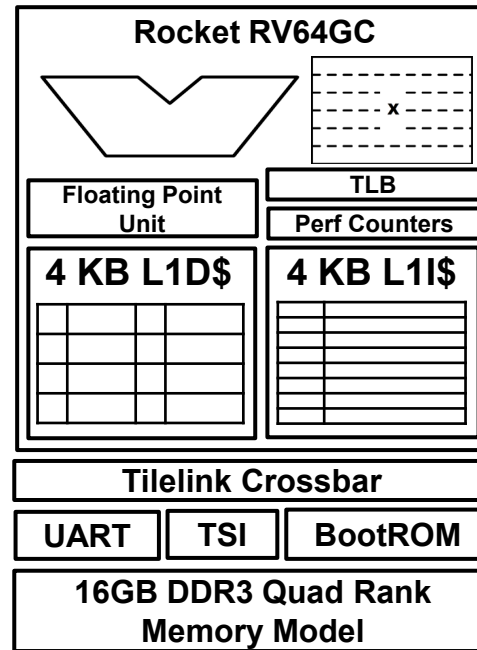 Rocket RV64GC
x
Floating Point
Unit
TLB
Perf Counters
4 KB L1D$
4 KB L1I$
Tilelink Crossbar
UART
TSI
BootROM
16GB DDR3 Quad Rank
Memory Model